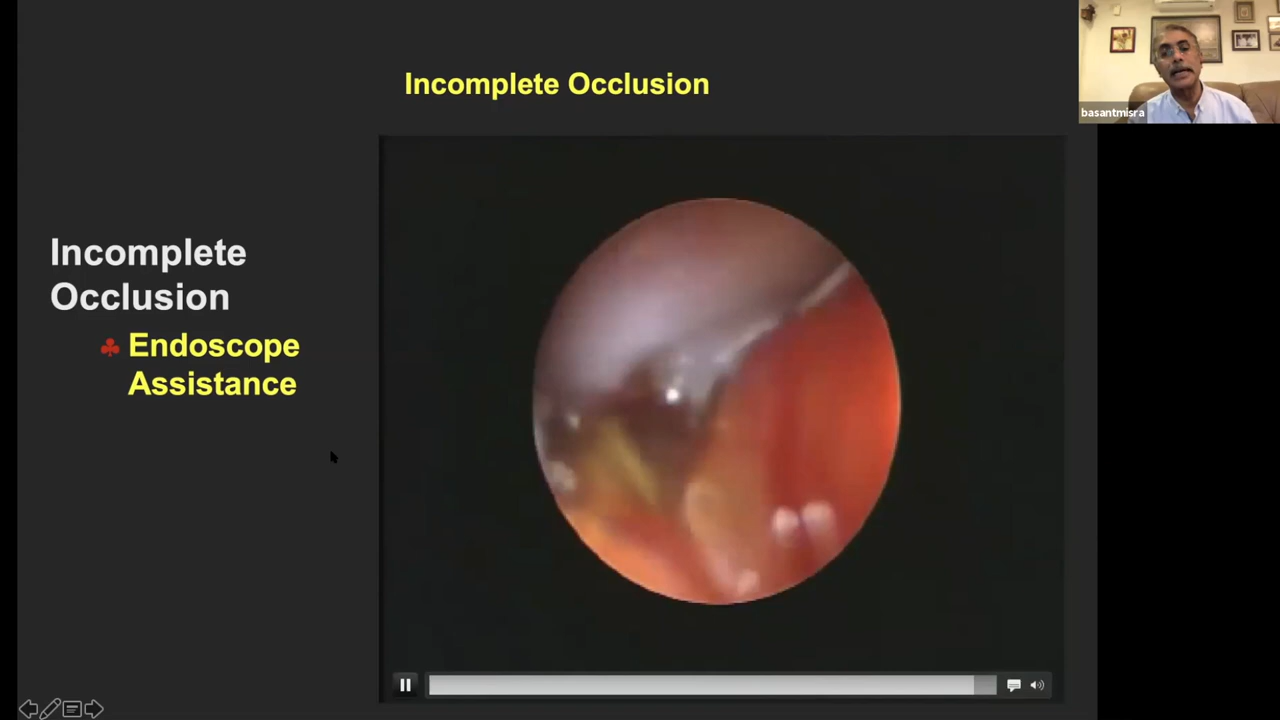 Incomplete Occlusion
basantmisra
Incomplete
Occlusion
Endoscope
Assistance